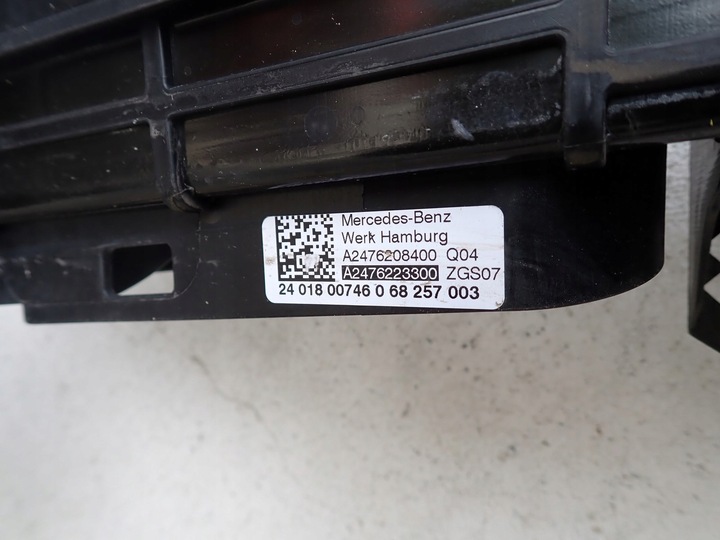 Mercedes-Benz
Werk Hamburg
A2476208400 Q04
A2476223300 ZGS07
24 018 00746 0 68 257 003